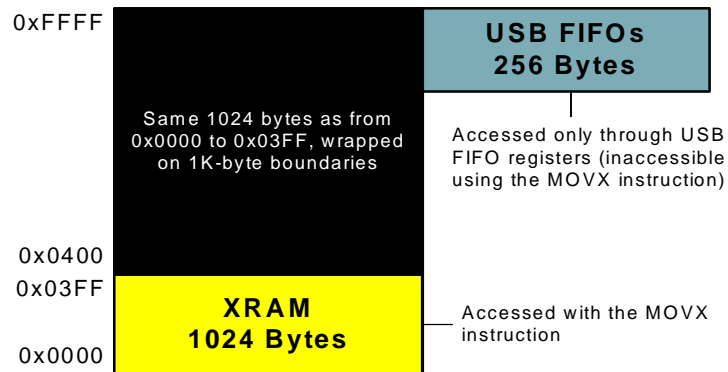 0xFFFF
USB FIFOs
256 Bytes
Same 1024 bytes as from
0x0000 to 0x03FF, wrapped
on 1K-byte boundaries
Accessed only through USB
FIFO registers (inaccessible
using the MOVX instruction)
0x0400
0x03FF
XRAM
1024 Bytes
Accessed with the MOVX
instruction
0x0000